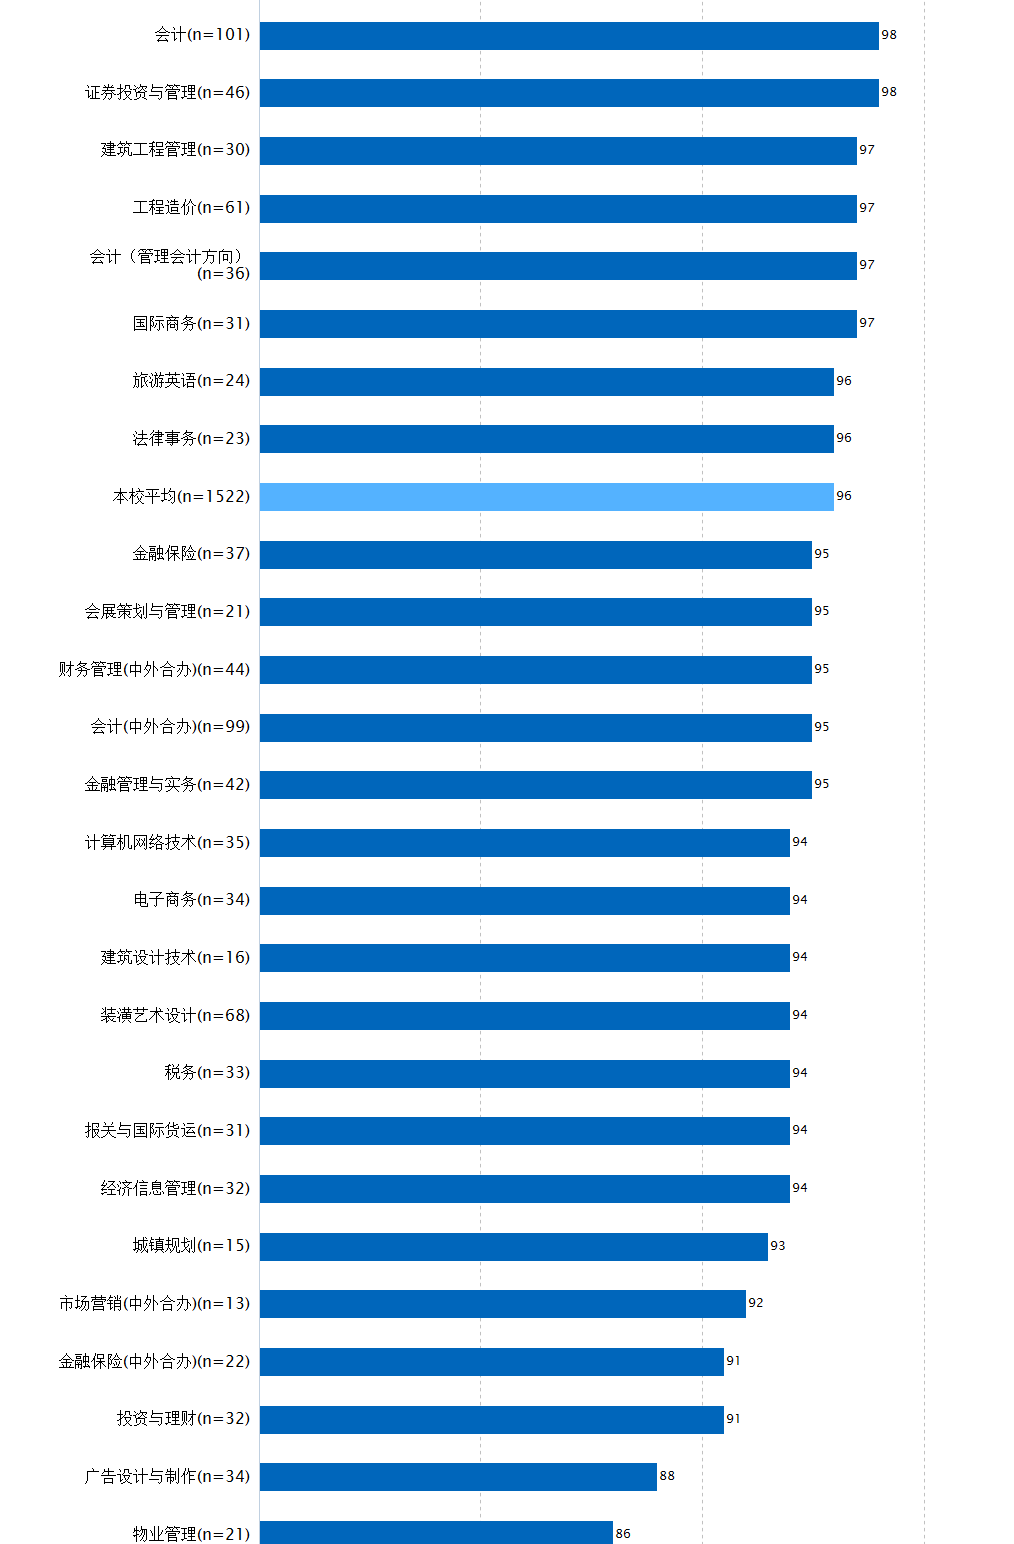 会计(n=101) 98
证券投资与管理(n=46) 98
建筑工程管理(n=30) 97
工程造价(n=61) 97
会计（管理会计方向）
(n=36) 97
国际商务(n=31) 97
旅游英语(n=24) 96
法律事务(n=23) 96
本校平均(n=1522) 96
金融保险(n=37) 95
会展策划与管理(n=21) 95
财务管理(中外合办)(n=44) 95
会计(中外合办)(n=99) 95
金融管理与实务(n=42) 95
计算机网络技术(n=35) 94
电子商务(n=34) 94
建筑设计技术(n=16) 94
装潢艺术设计(n=68) 94
税务(n=33) 94
报关与国际货运(n=31) 94
经济信息管理(n=32) 94
城镇规划(n=15) 93
市场营销(中外合办)(n=13) 92
金融保险(中外合办)(n=22) 91
投资与理财(n=32) 91
广告设计与制作(n=34) 88
物业管理(n=21) 86